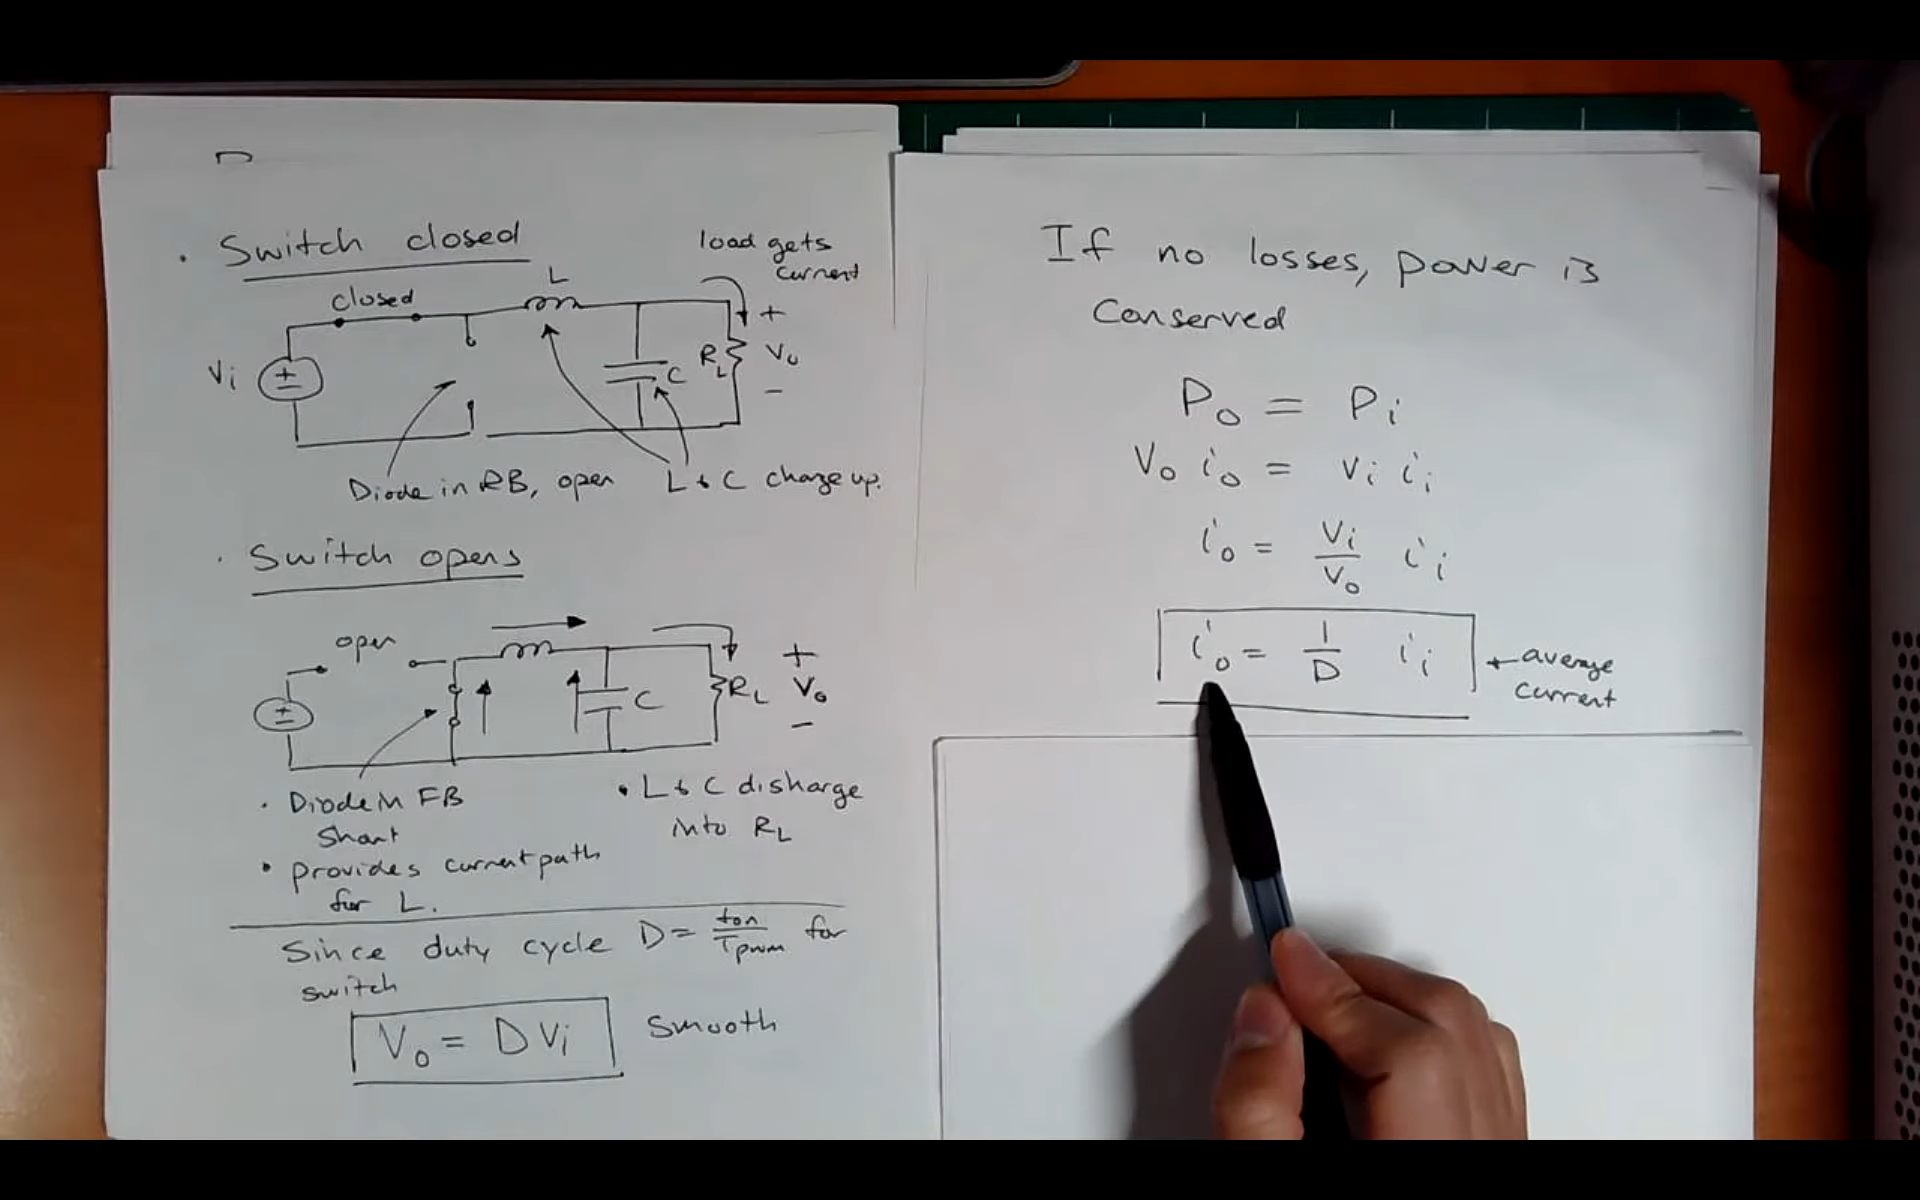 · Switch closed
load gets
current
closed
L
Vi
C
RL
+
Vo
-
Diode in RB, open
L & C charge up.
· Switch opens
open
C
RL
+
Vo
-
· Diode in FB
short
• provides current path
for L.
• L & C disharge
into RL
Since duty cycle D = ton/Tpwm for
switch
Vo = D Vi
smooth
If no losses, power is
conserved
Po = Pi
Vo io = Vi ii
io = Vi/Vo ii
io = 1/D ii
← average
current